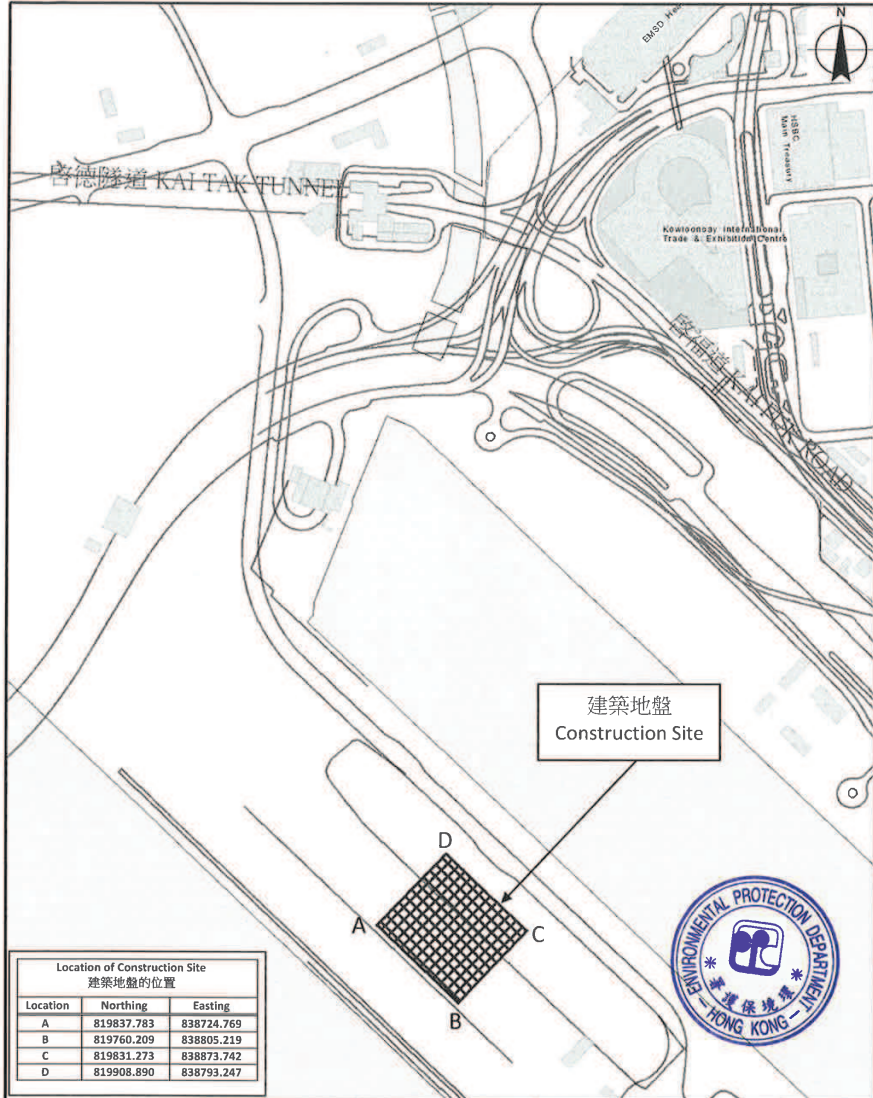 N
EMSD
HSBC
Main Treasury
啓德隧道 KAI TAK TUNNEL
Kowloonbay International
Trade & Exhibition Centre
啓福道 KAI FUK ROAD
建築地盤
Construction Site
D
A
C
B
ENVIRONMENTAL PROTECTION DEPARTMENT
HONG KONG
環境保護署
Location of Construction Site
建築地盤的位置
Location Northing Easting
A 819837.783 838724.769
B 819760.209 838805.219
C 819831.273 838873.742
D 819908.890 838793.247